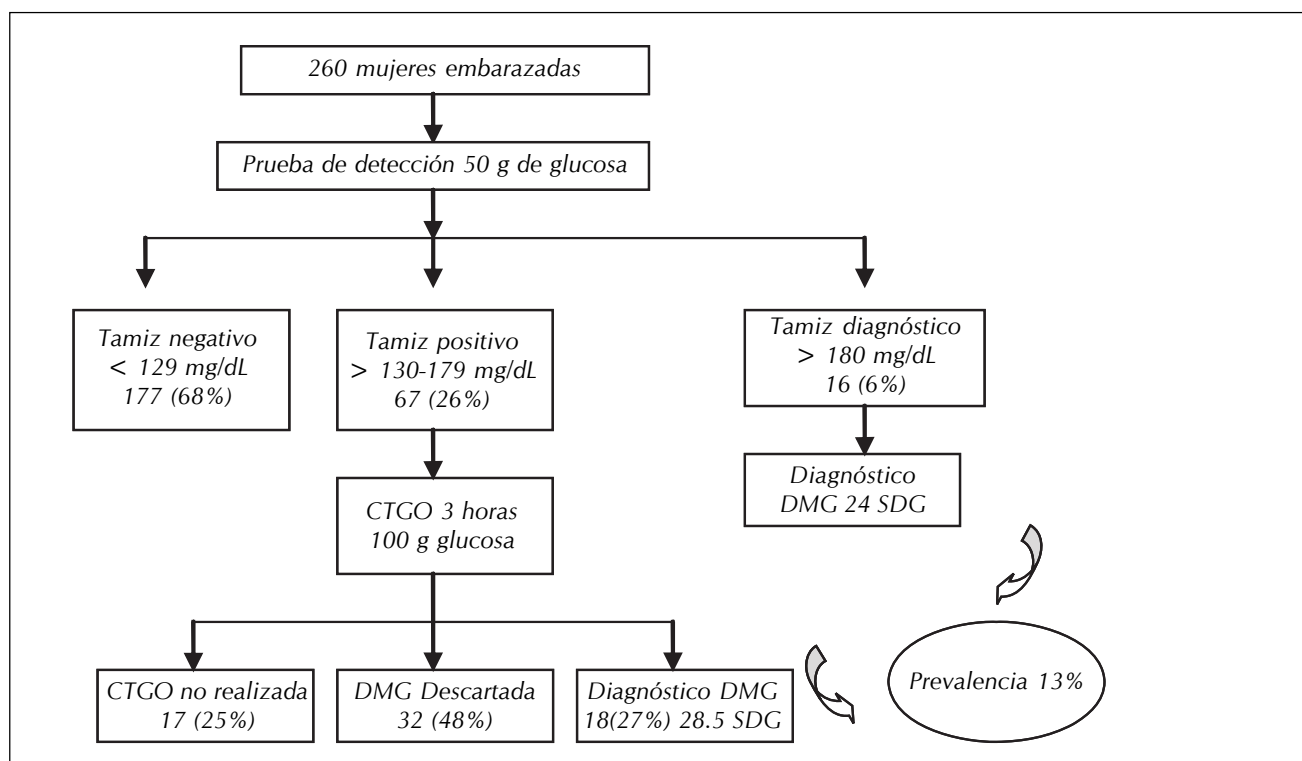 260 mujeres embarazadas
Prueba de detección 50 g de glucosa
Tamiz negativo
< 129 mg/dL
177 (68%)
Tamiz positivo
> 130-179 mg/dL
67 (26%)
Tamiz diagnóstico
> 180 mg/dL
16 (6%)
CTGO 3 horas
100 g glucosa
Diagnóstico
DMG 24 SDG
CTGO no realizada
17 (25%)
DMG Descartada
32 (48%)
Diagnóstico DMG
18(27%) 28.5 SDG
Prevalencia 13%